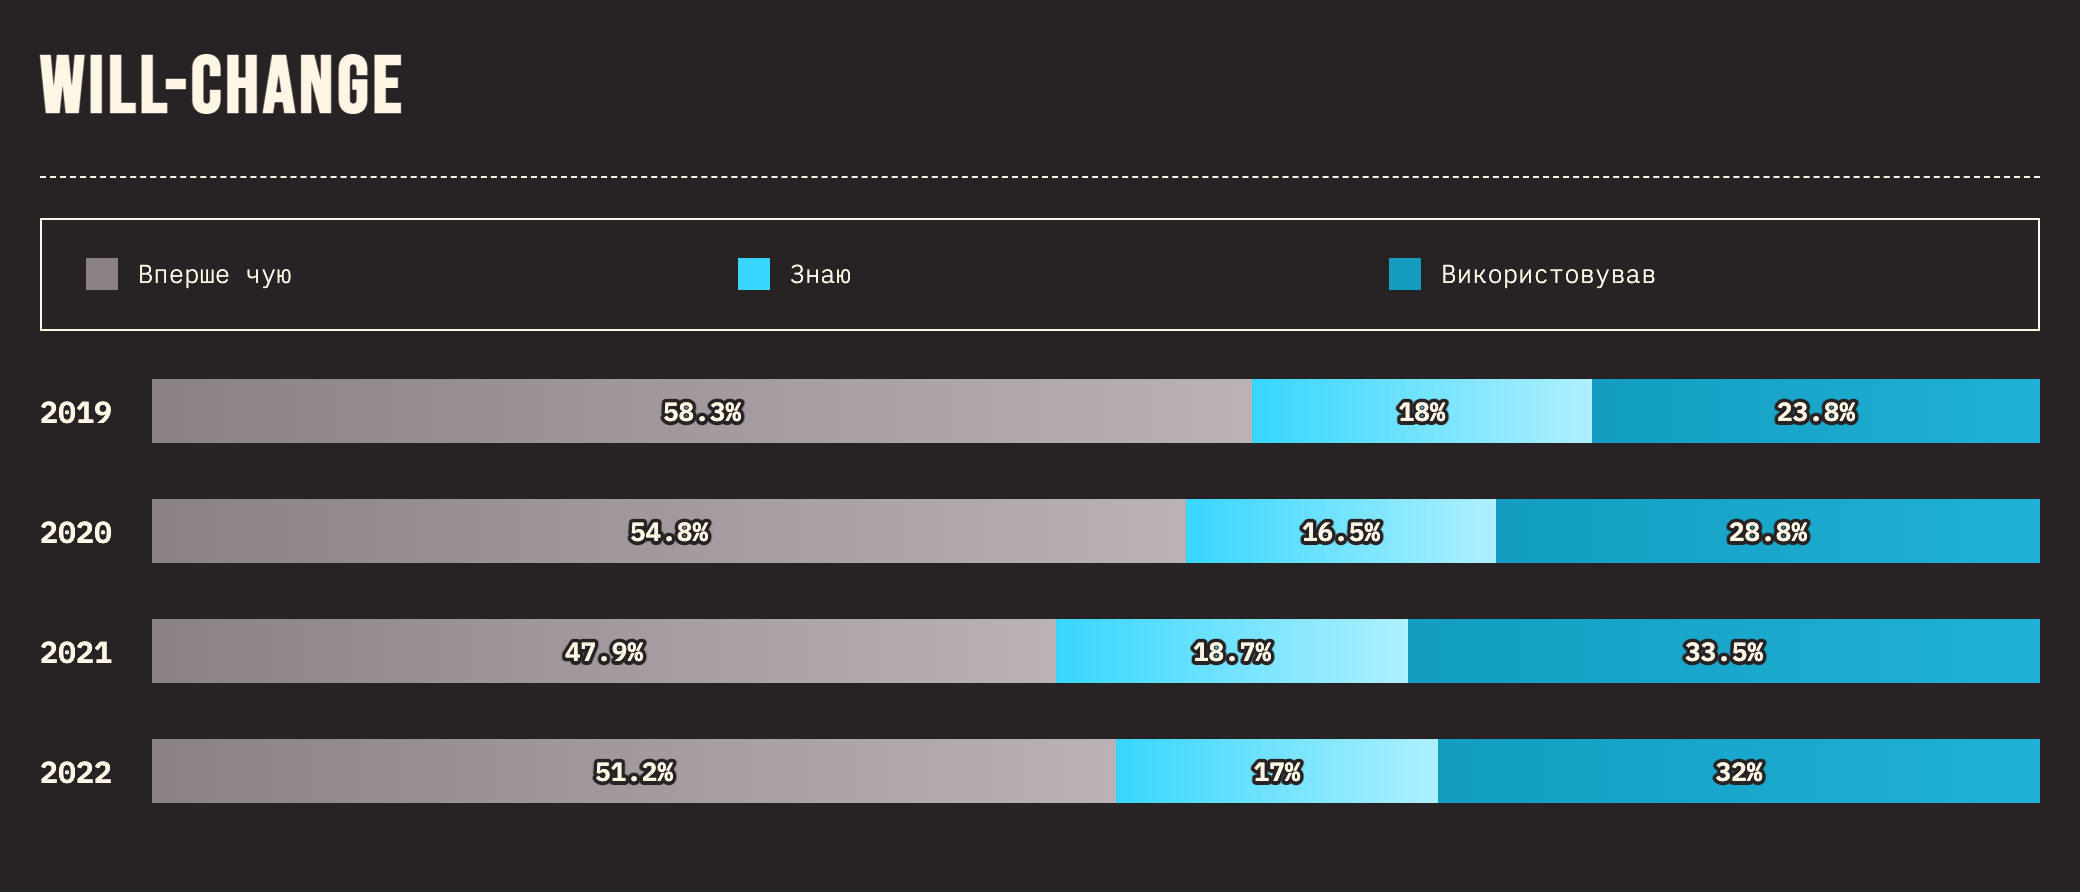 WILL-CHANGE
Вперше чую Знаю Використовував
2019 58.3% 18% 23.8%
2020 54.8% 16.5% 28.8%
2021 47.9% 18.7% 33.5%
2022 51.2% 17% 32%